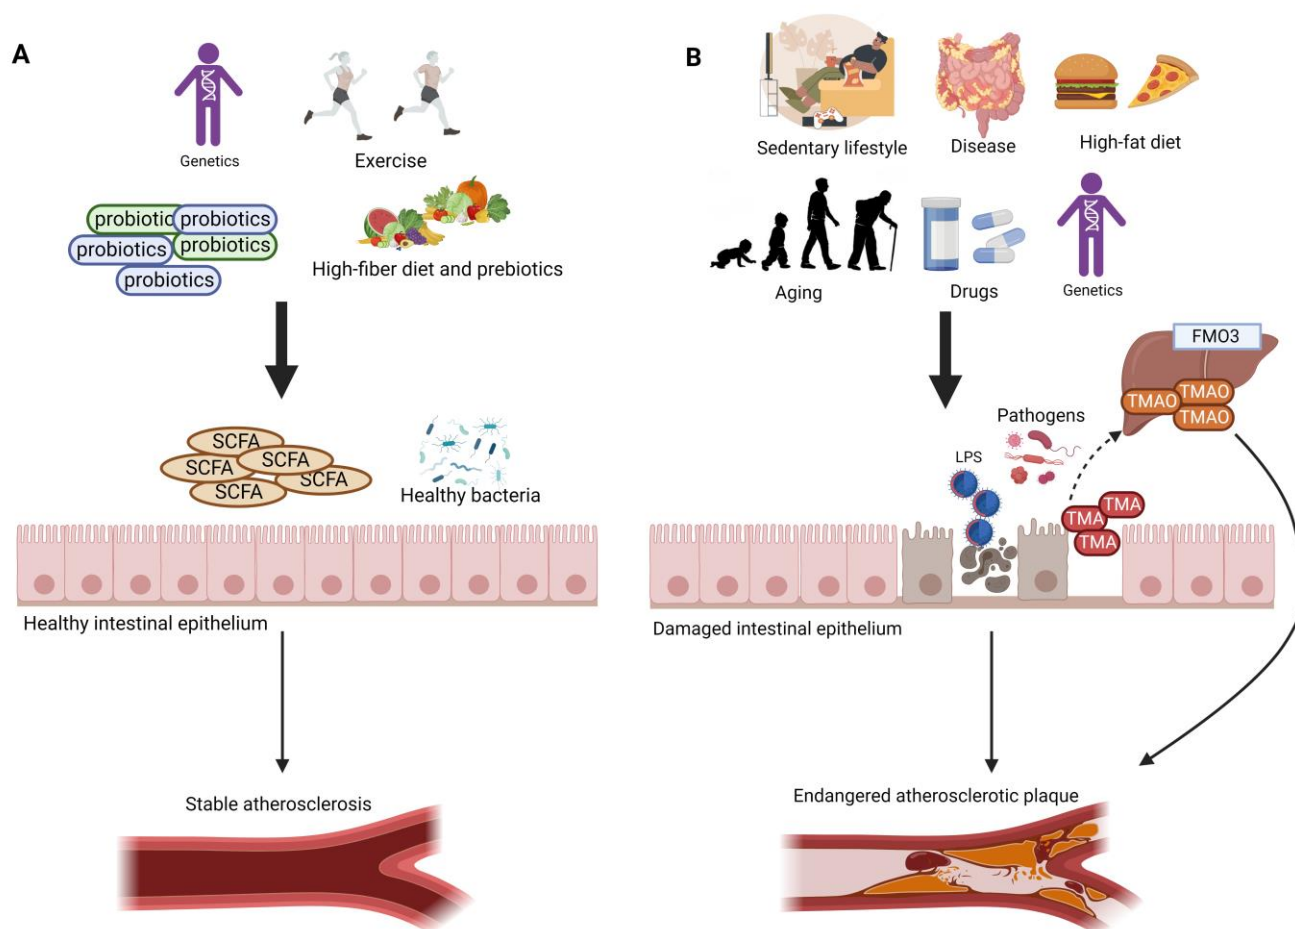 A
Genetics
Exercise
probiotic
probiotics
probiotics
probiotics
probiotics
High-fiber diet and prebiotics
SCFA
SCFA
SCFA
SCFA
SCFA
Healthy bacteria
Healthy intestinal epithelium
Stable atherosclerosis
B
Sedentary lifestyle
Disease
High-fat diet
Aging
Drugs
Genetics
FMO3
TMAO
TMAO
TMAO
Pathogens
LPS
TMA
TMA
TMA
Damaged intestinal epithelium
Endangered atherosclerotic plaque